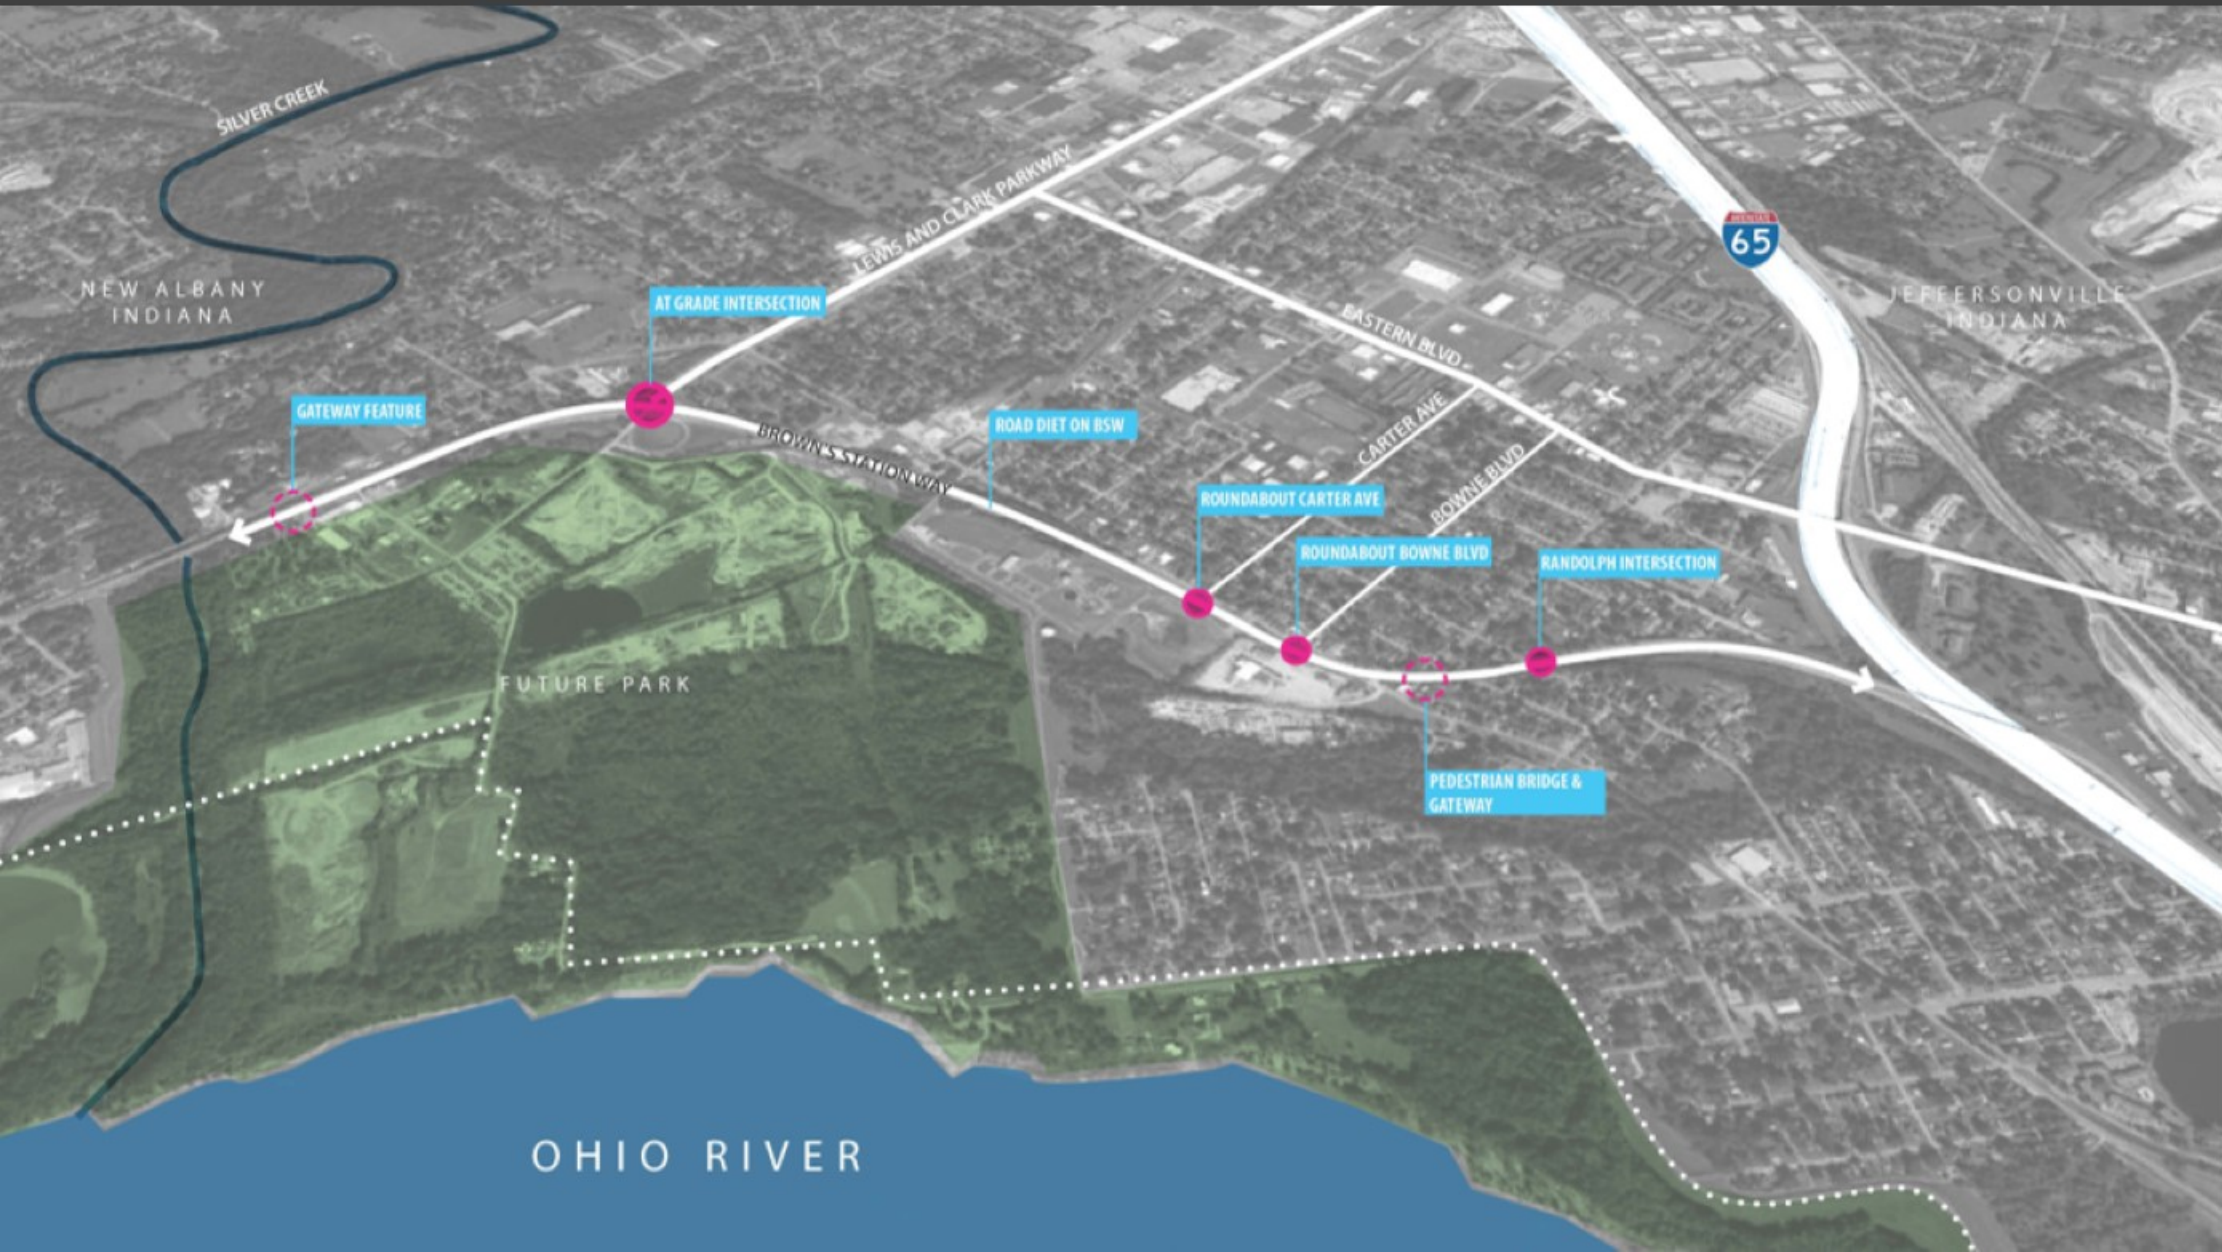 SILVER CREEK
LEWIS AND CLARK PARKWAY
65
NEW ALBANY
INDIANA
JEFFERSONVILLE
INDIANA
AT GRADE INTERSECTION
EASTERN BLVD
GATEWAY FEATURE
ROAD DIET ON BSW
BROWN'S STATION WAY
CARTER AVE
BOWNE BLVD
ROUNDABOUT CARTER AVE
ROUNDABOUT BOWNE BLVD
RANDOLPH INTERSECTION
FUTURE PARK
PEDESTRIAN BRIDGE &
GATEWAY
OHIO RIVER